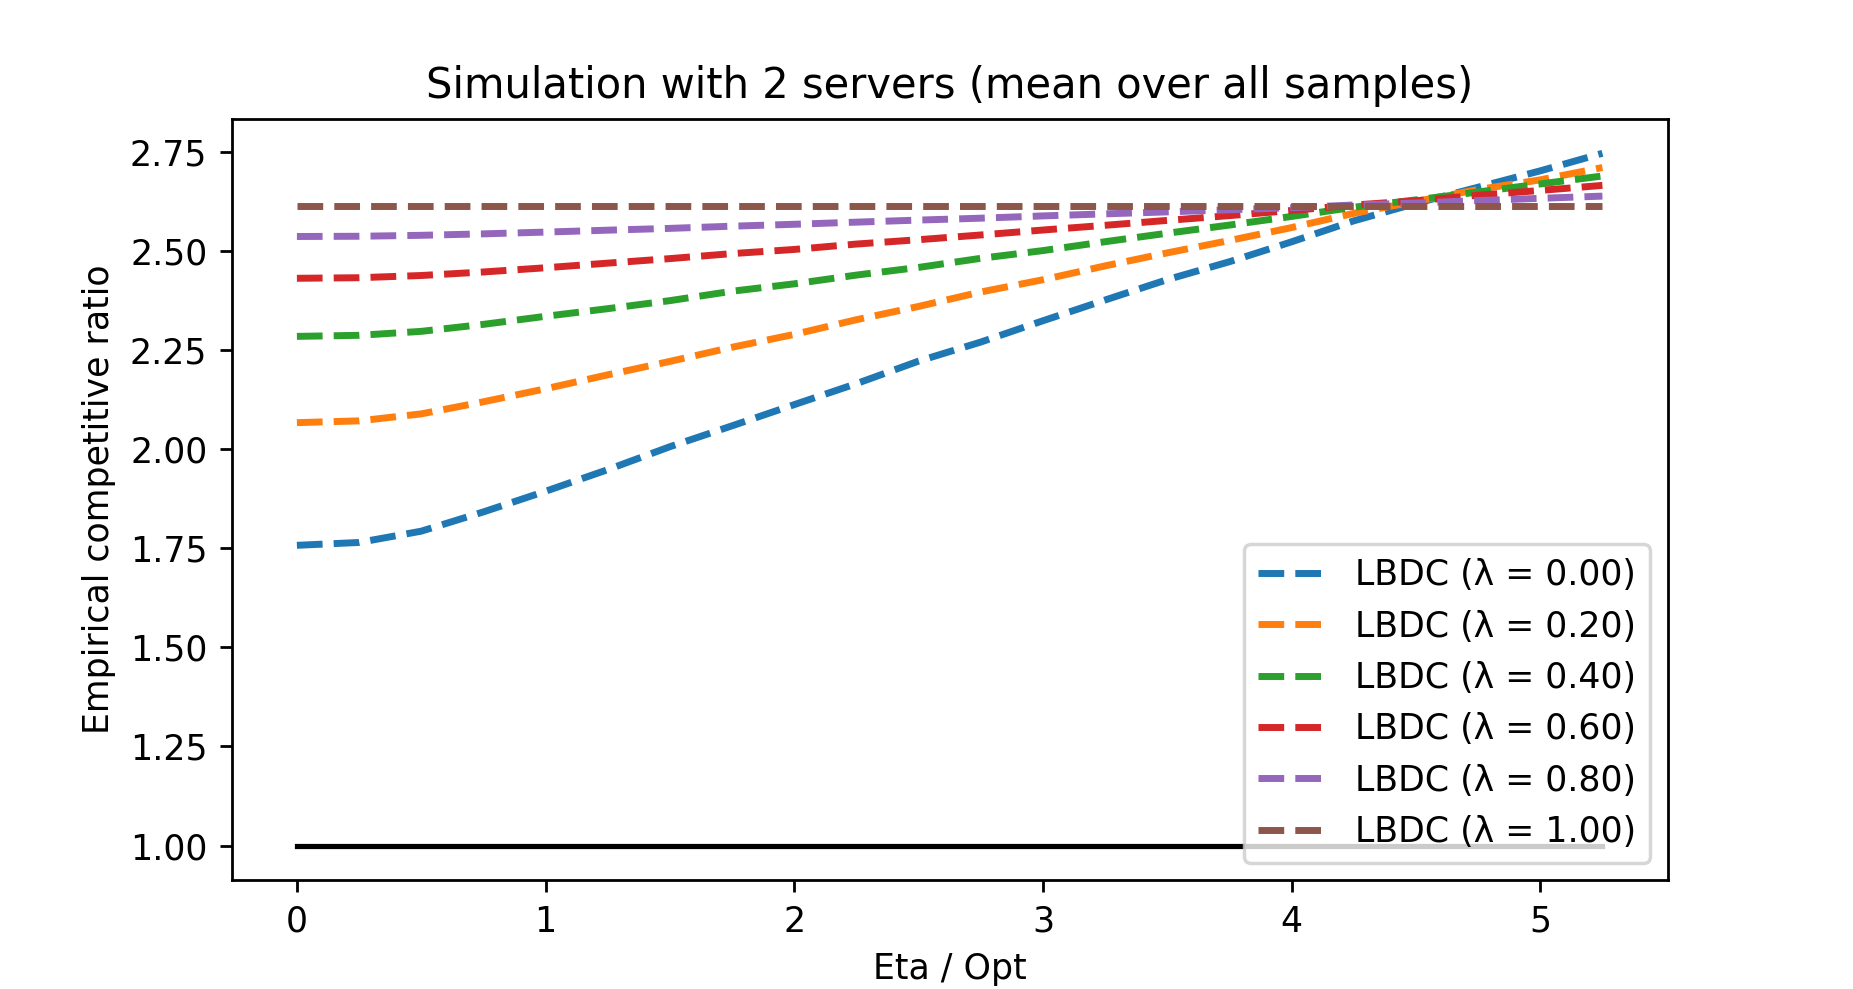 Simulation with 2 servers (mean over all samples)
Empirical competitive ratio
2.75
2.50
2.25
2.00
1.75
1.50
1.25
1.00
LBDC (λ = 0.00)
LBDC (λ = 0.20)
LBDC (λ = 0.40)
LBDC (λ = 0.60)
LBDC (λ = 0.80)
LBDC (λ = 1.00)
0 1 2 3 4 5
Eta / Opt